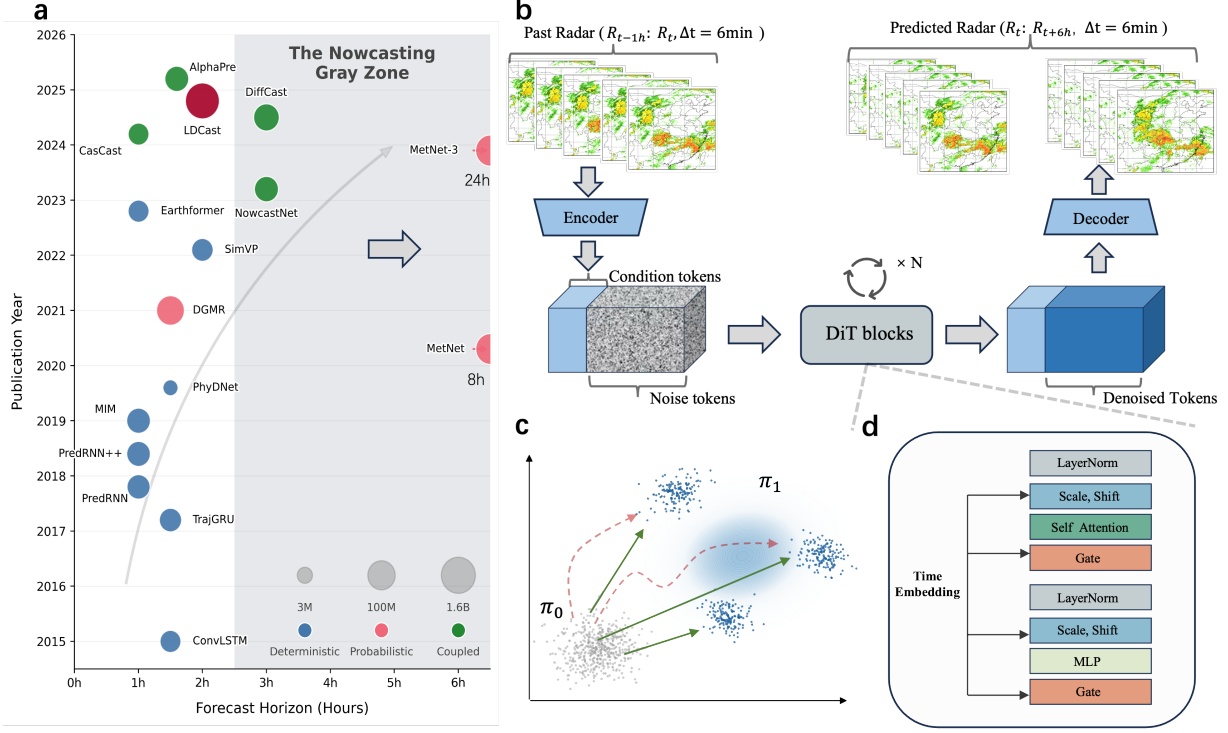 a
2026
2025
2024
2023
2022
2021
2020
2019
2018
2017
2016
2015
Publication Year
0h
1h
2h
3h
4h
5h
6h
Forecast Horizon (Hours)
The Nowcasting
Gray Zone
AlphaPre
LDCast
DiffCast
CasCast
MetNet-3
24h
NowcastNet
Earthformer
SimVP
DGMR
MetNet
8h
PhyDNet
MIM
PredRNN++
PredRNN
TrajGRU
ConvLSTM
3M
100M
1.6B
Deterministic
Probabilistic
Coupled
b
Past Radar ( R_{t−1h}: R_t, Δt = 6min )
Predicted Radar (R_t: R_{t+6h}, Δt = 6min )
Encoder
Decoder
Condition tokens
Noise tokens
× N
DiT blocks
Denoised Tokens
c
π_1
π_0
d
Time
Embedding
LayerNorm
Scale, Shift
Self Attention
Gate
LayerNorm
Scale, Shift
MLP
Gate